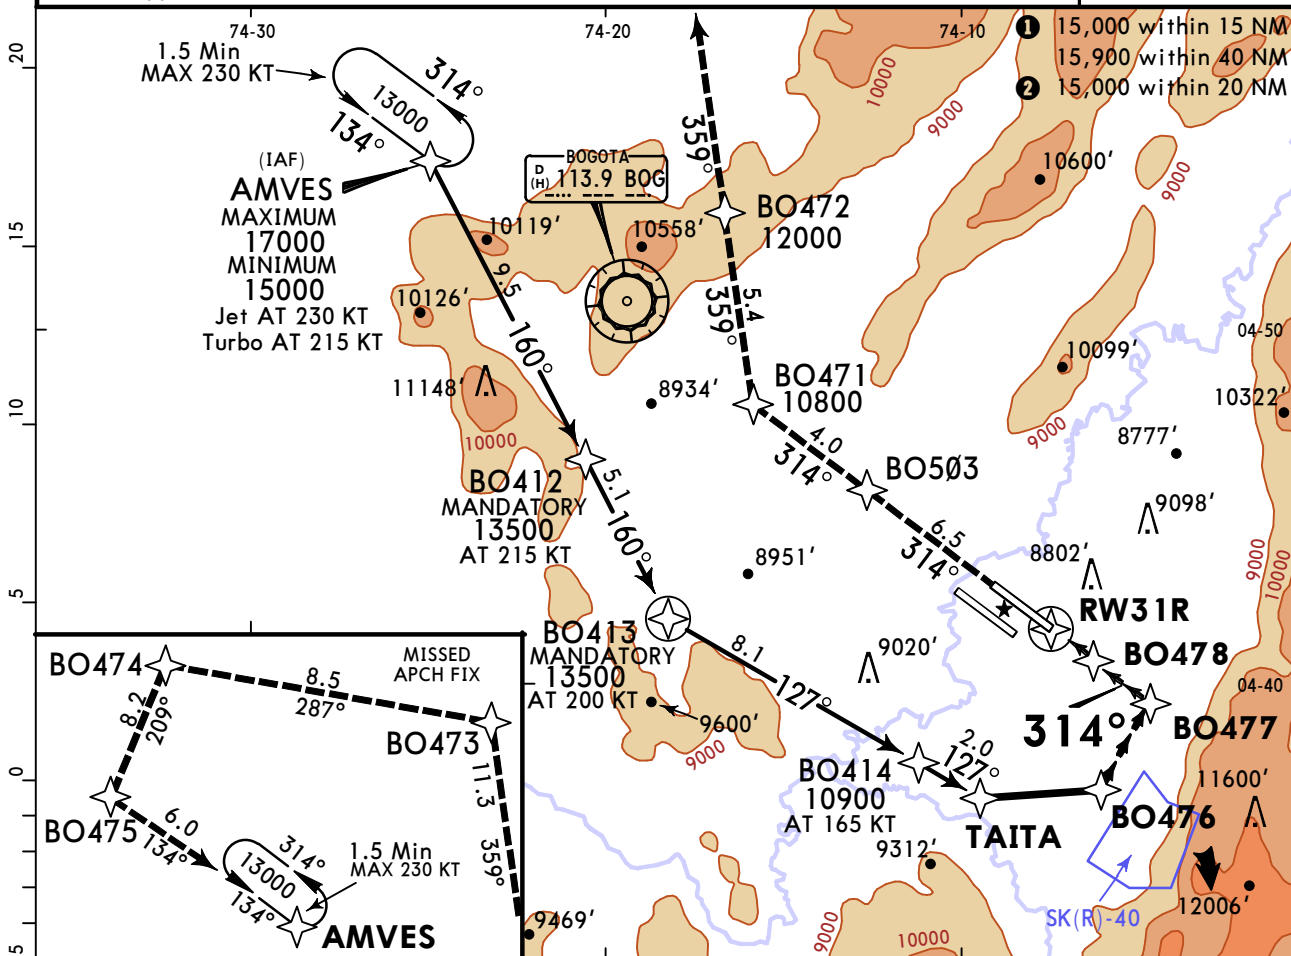 74-30
74-20
74-10
❶ 15,000 within 15 NM
15,900 within 40 NM
❷ 15,000 within 20 NM
20
15
10
5
0
5
1.5 Min
MAX 230 KT
314°
13000
134°
(IAF)
AMVES
MAXIMUM
17000
MINIMUM
15000
Jet AT 230 KT
Turbo AT 215 KT
BOGOTA
D
(H) 113.9 BOG
10119'
10558'
10126'
11148'
10000
9.5
160°
359°
BO472
12000
5.4
359°
10000
9000
10600'
9000
04-50
10099'
9000
10322'
8934'
BO471
10800
4.0
314°
BO5Ø3
8777'
9098'
BO412
MANDATORY
13500
AT 215 KT
5.1
160°
8951'
6.5
314°
8802'
9000
10000
RW31R
BO478
BO413
MANDATORY
13500
AT 200 KT
8.1
127°
9020'
9600'
9000
04-40
314°
BO477
2.0
127°
BO414
10900
AT 165 KT
TAITA
BO476
11600'
9312'
SK(R)-40
12006'
9000
10000
9469'
BO474
8.5
287°
MISSED
APCH FIX
BO473
8.2
209°
11.3
359°
BO475
6.0
134°
314°
13000
134°
1.5 Min
MAX 230 KT
AMVES